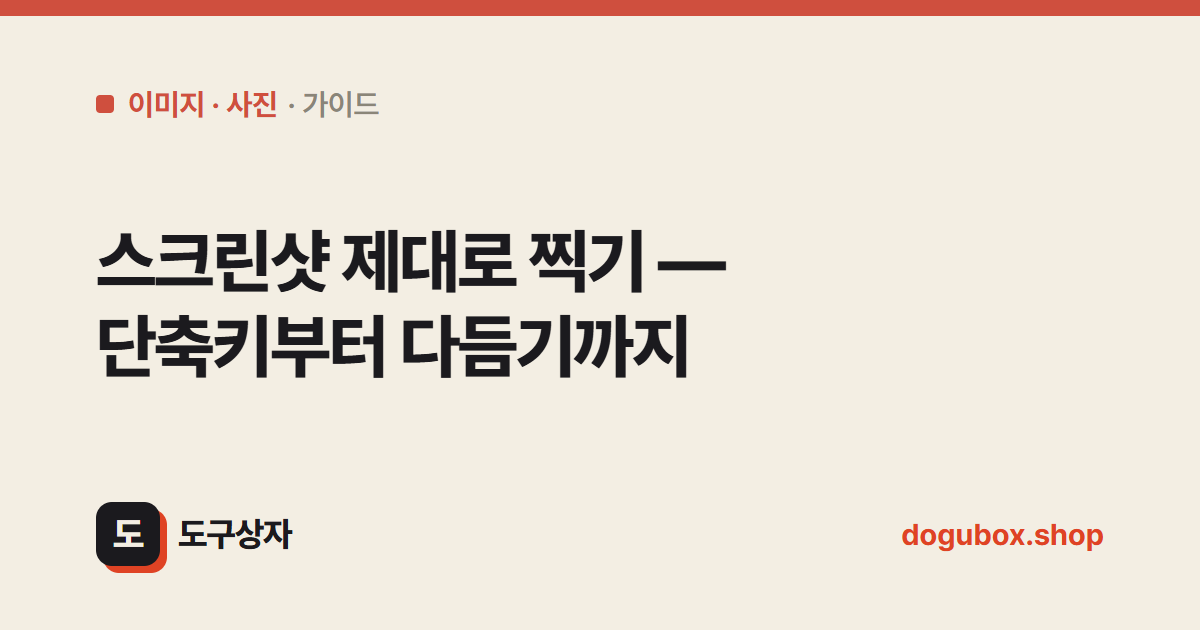 이미지 · 사진 · 가이드
스크린샷 제대로 찍기 —
단축키부터 다듬기까지
도 도구상자
dogubox.shop